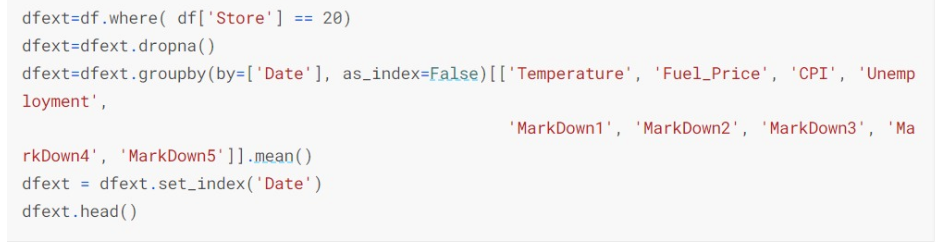 dfext=df.where( df['Store'] == 20)
dfext=dfext.dropna()
dfext=dfext.groupby(by=['Date'], as_index=False)[['Temperature', 'Fuel_Price', 'CPI', 'Unemp
loyment',
'MarkDown1', 'MarkDown2', 'MarkDown3', 'Ma
rkDown4', 'MarkDown5']].mean()
dfext = dfext.set_index('Date')
dfext.head()